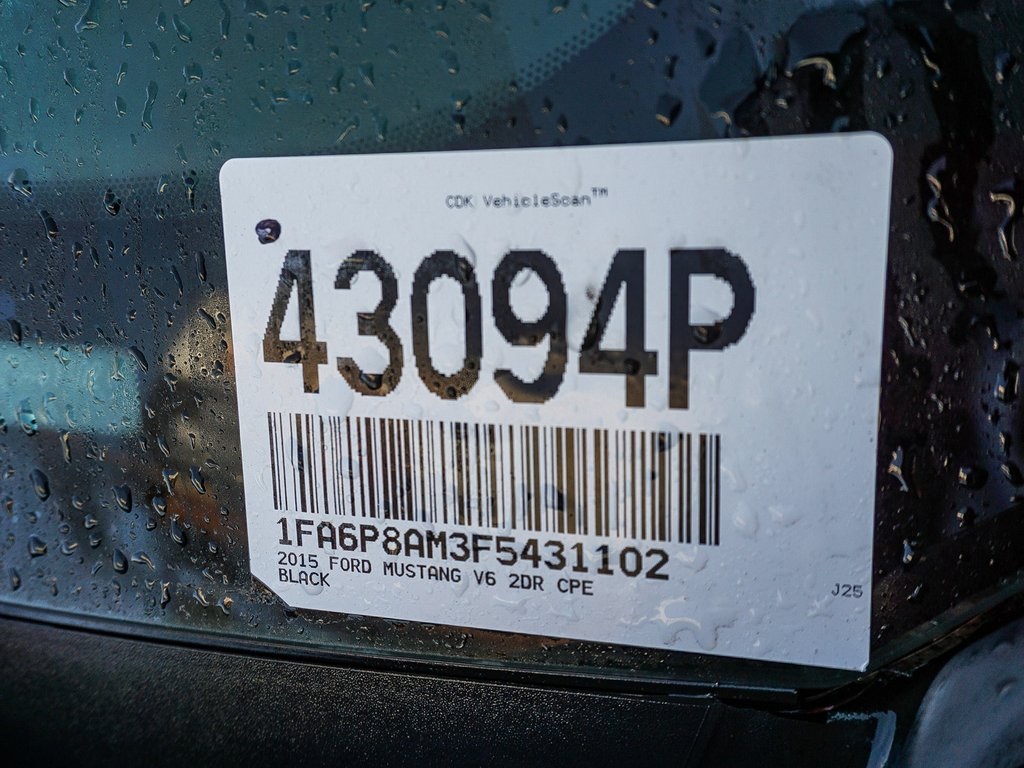 CDK VehicleScan™
43094P
1FA6P8AM3F5431102
2015 FORD MUSTANG V6 2DR CPE
BLACK
J25